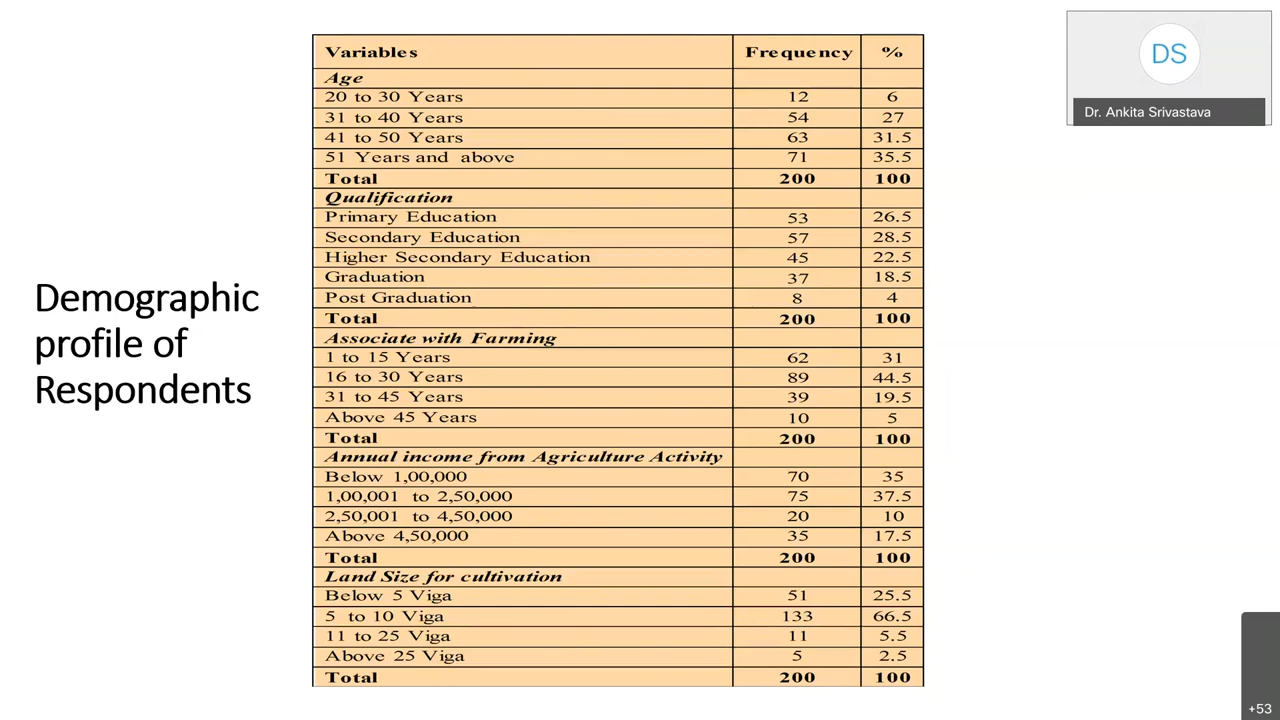 Demographic
profile of
Respondents
Variables Frequency %
Age
20 to 30 Years 12 6
31 to 40 Years 54 27
41 to 50 Years 63 31.5
51 Years and above 71 35.5
Total 200 100
Qualification
Primary Education 53 26.5
Secondary Education 57 28.5
Higher Secondary Education 45 22.5
Graduation 37 18.5
Post Graduation 8 4
Total 200 100
Associate with Farming
1 to 15 Years 62 31
16 to 30 Years 89 44.5
31 to 45 Years 39 19.5
Above 45 Years 10 5
Total 200 100
Annual income from Agriculture Activity
Below 1,00,000 70 35
1,00,001 to 2,50,000 75 37.5
2,50,001 to 4,50,000 20 10
Above 4,50,000 35 17.5
Total 200 100
Land Size for cultivation
Below 5 Viga 51 25.5
5 to 10 Viga 133 66.5
11 to 25 Viga 11 5.5
Above 25 Viga 5 2.5
Total 200 100
DS
Dr. Ankita Srivastava
+53